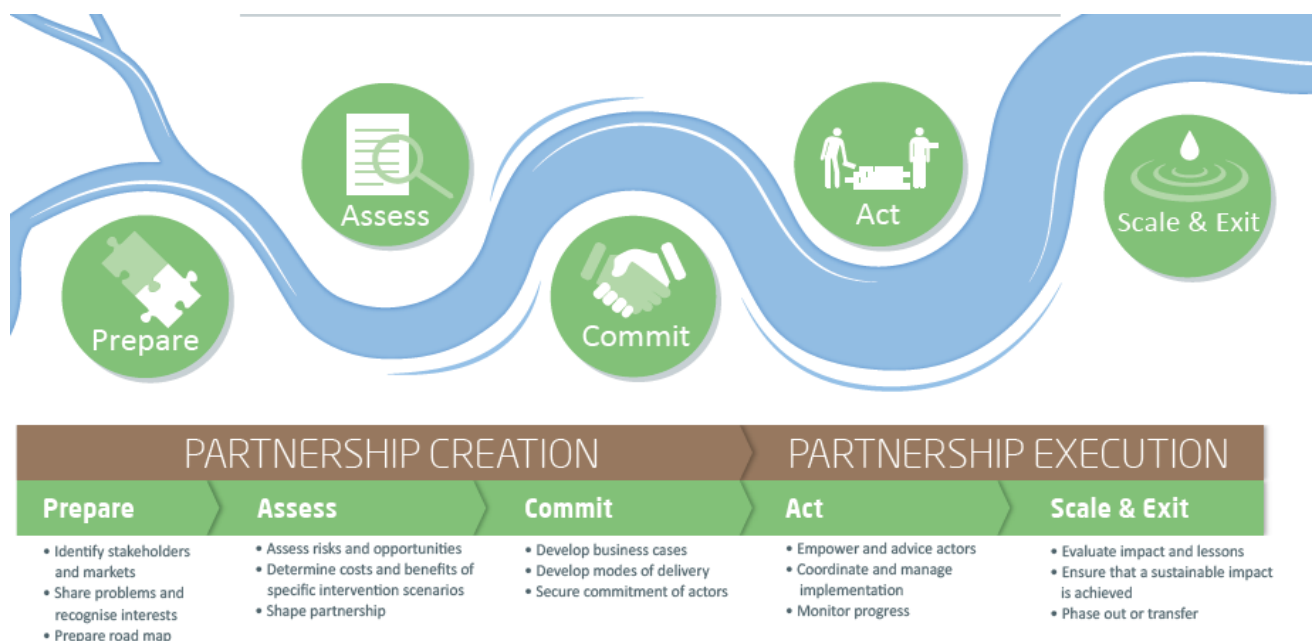 Assess
Act
Scale & Exit
Prepare
Commit
PARTNERSHIP CREATION
PARTNERSHIP EXECUTION
Prepare
Assess
Commit
Act
Scale & Exit
• Identify stakeholders
and markets
• Share problems and
recognise interests
• Prepare road map
• Assess risks and opportunities
• Determine costs and benefits of
specific intervention scenarios
• Shape partnership
• Develop business cases
• Develop modes of delivery
• Secure commitment of actors
• Empower and advice actors
• Coordinate and manage
implementation
• Monitor progress
• Evaluate impact and lessons
• Ensure that a sustainable impact
is achieved
• Phase out or transfer